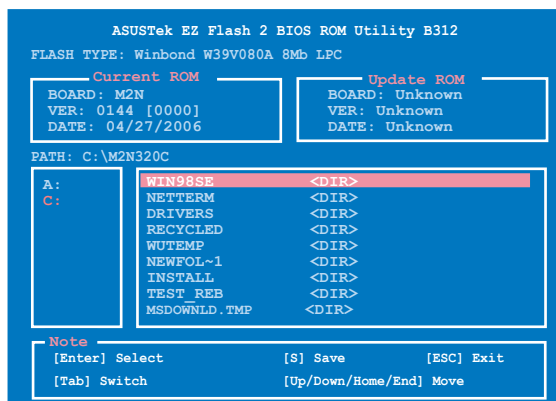 ASUSTek EZ Flash 2 BIOS ROM Utility B312
FLASH TYPE: Winbond W39V080A 8Mb LPC
Current ROM
BOARD: M2N
VER: 0144 [0000]
DATE: 04/27/2006
Update ROM
BOARD: Unknown
VER: Unknown
DATE: Unknown
PATH: C:\M2N320C
A:
C:
WIN98SE <DIR>
NETTERM <DIR>
DRIVERS <DIR>
RECYCLED <DIR>
WUTEMP <DIR>
NEWFOL~1 <DIR>
INSTALL <DIR>
TEST_REB <DIR>
MSDOWNLD.TMP <DIR>
Note
[Enter] Select [S] Save [ESC] Exit
[Tab] Switch [Up/Down/Home/End] Move